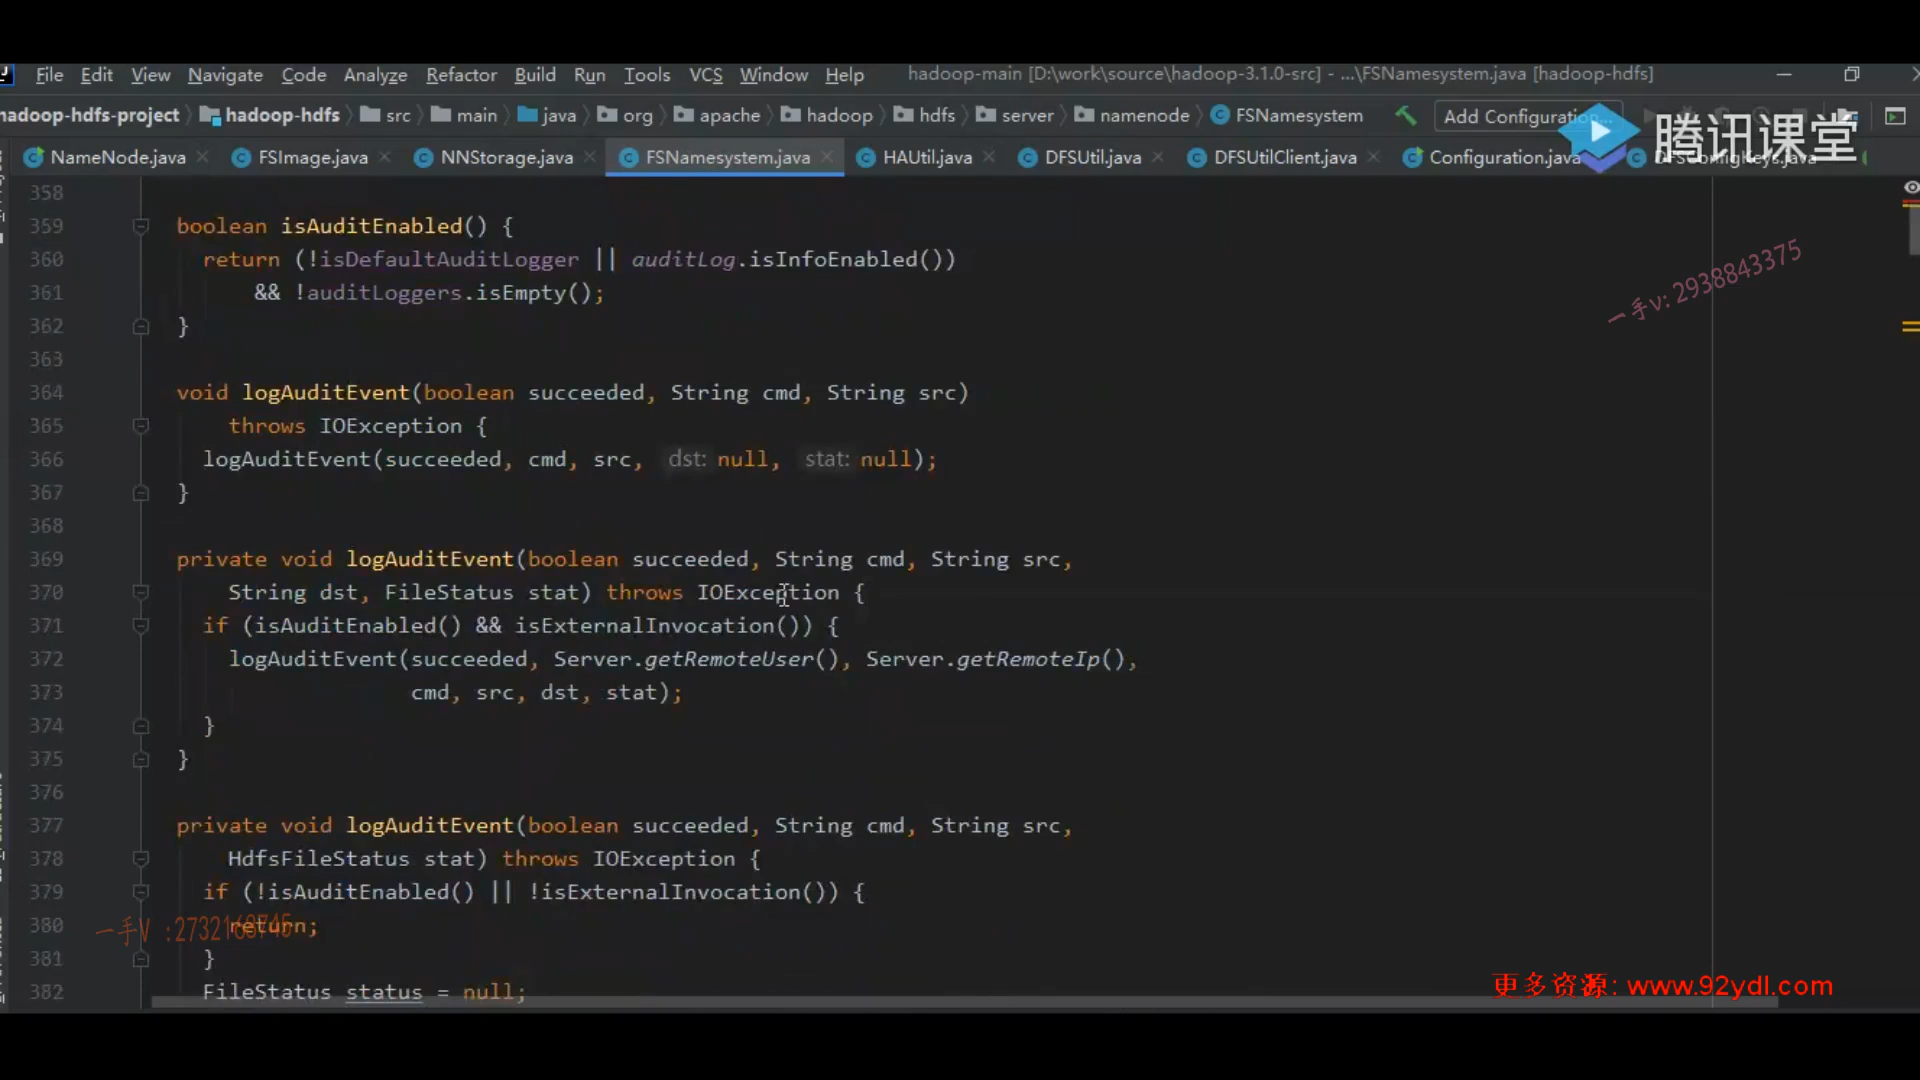 File Edit View Navigate Code Analyze Refactor Build Run Tools VCS Window Help hadoop-main [D:\work\source\hadoop-3.1.0-src] - ...\FSNamesystem.java [hadoop-hdfs]
hadoop-hdfs-project hadoop-hdfs src main java org apache hadoop hdfs server namenode FSNamesystem Add Configuration...
腾讯课堂
NameNode.java FSImage.java NNStorage.java FSNamesystem.java HAUtil.java DFSUtil.java DFSUtilClient.java Configuration.java DFSConfigKeys.java
358
359 boolean isAuditEnabled() {
360 return (!isDefaultAuditLogger || auditLog.isInfoEnabled())
361 && !auditLoggers.isEmpty();
362 }
363
364 void logAuditEvent(boolean succeeded, String cmd, String src)
365 throws IOException {
366 logAuditEvent(succeeded, cmd, src, dst: null, stat: null);
367 }
368
369 private void logAuditEvent(boolean succeeded, String cmd, String src,
370 String dst, FileStatus stat) throws IOException {
371 if (isAuditEnabled() && isExternalInvocation()) {
372 logAuditEvent(succeeded, Server.getRemoteUser(), Server.getRemoteIp(),
373 cmd, src, dst, stat);
374 }
375 }
376
377 private void logAuditEvent(boolean succeeded, String cmd, String src,
378 HdfsFileStatus stat) throws IOException {
379 if (!isAuditEnabled() || !isExternalInvocation()) {
380 return;
381 }
382 FileStatus status = null;
一手v:2938843375
更多资源: www.92ydl.com